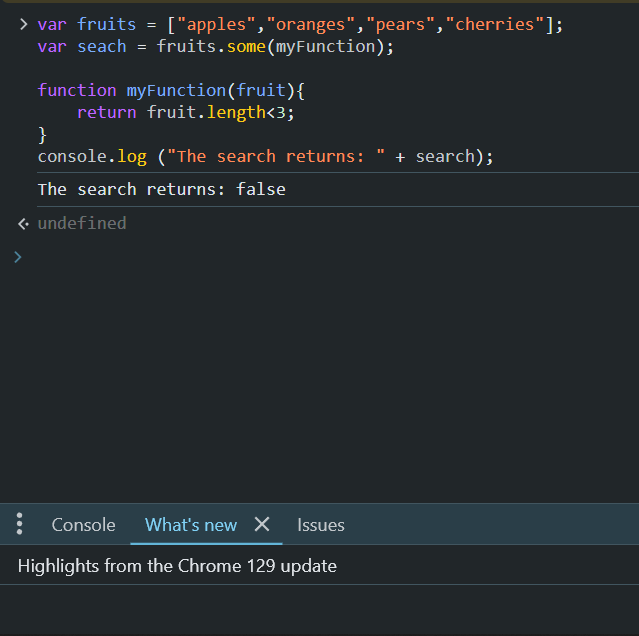 var fruits = ["apples","oranges","pears","cherries"];
var seach = fruits.some(myFunction);
function myFunction(fruit){
    return fruit.length<3;
}
console.log ("The search returns: " + search);
The search returns: false
undefined
Console What's new Issues
Highlights from the Chrome 129 update